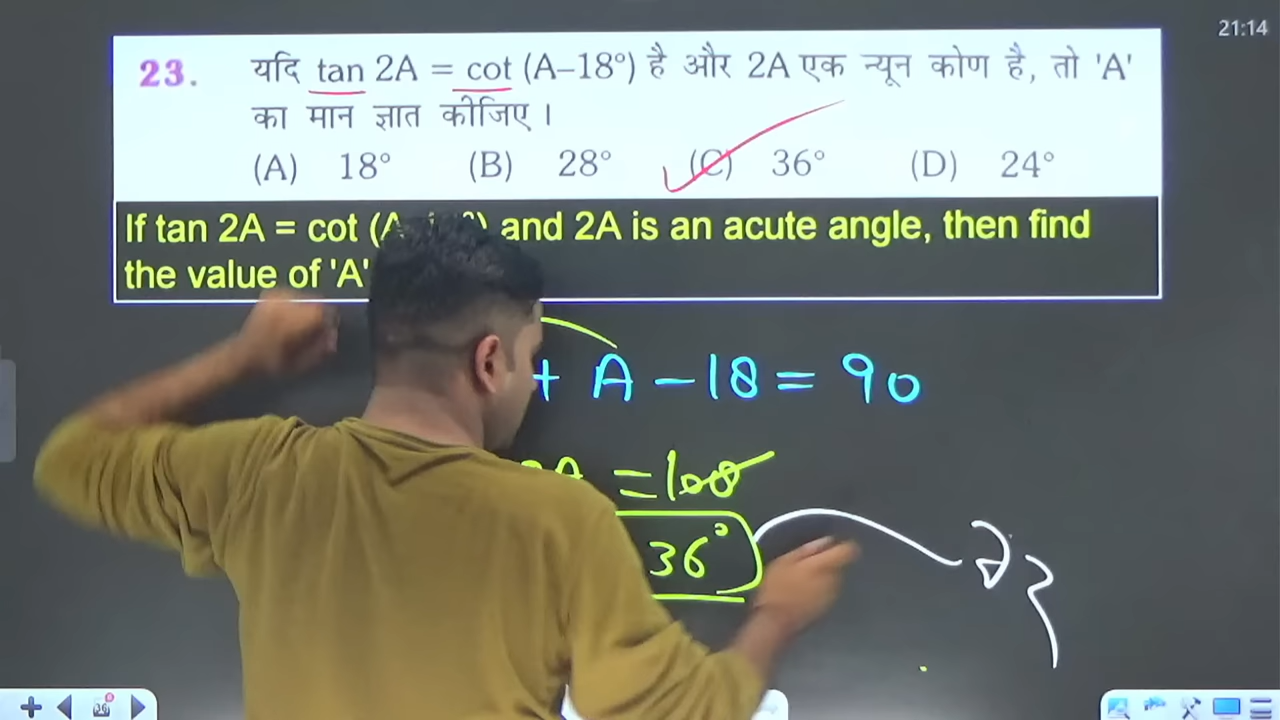 21:14
23. यदि tan 2A = cot (A–18°) है और 2A एक न्यून कोण है, तो 'A'
का मान ज्ञात कीजिए।
(A) 18° (B) 28° (C) 36° (D) 24°
If tan 2A = cot (A and 2A is an acute angle, then find
the value of 'A'
+ A - 18 = 90
A = 108
36°